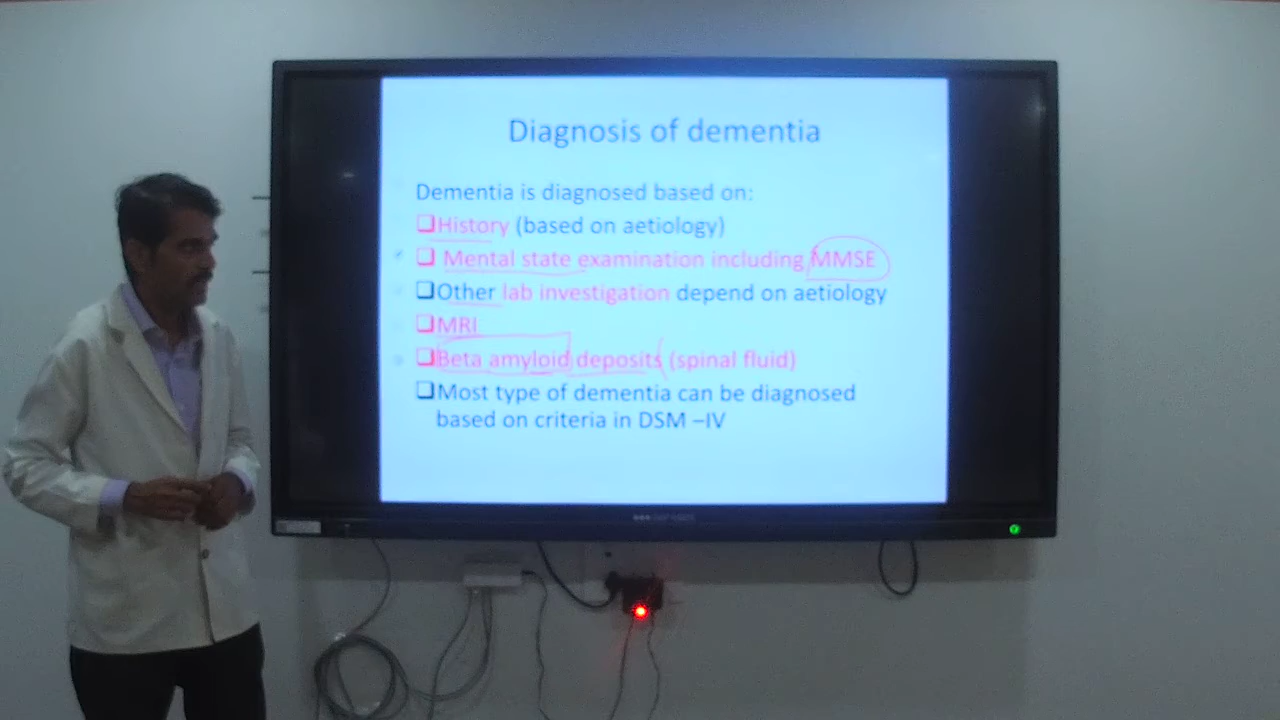 Diagnosis of dementia
Dementia is diagnosed based on:
❑History (based on aetiology)
❑ Mental state examination including MMSE
❑Other lab investigation depend on aetiology
❑MRI
❑Beta amyloid deposits (spinal fluid)
❑Most type of dementia can be diagnosed
based on criteria in DSM –IV